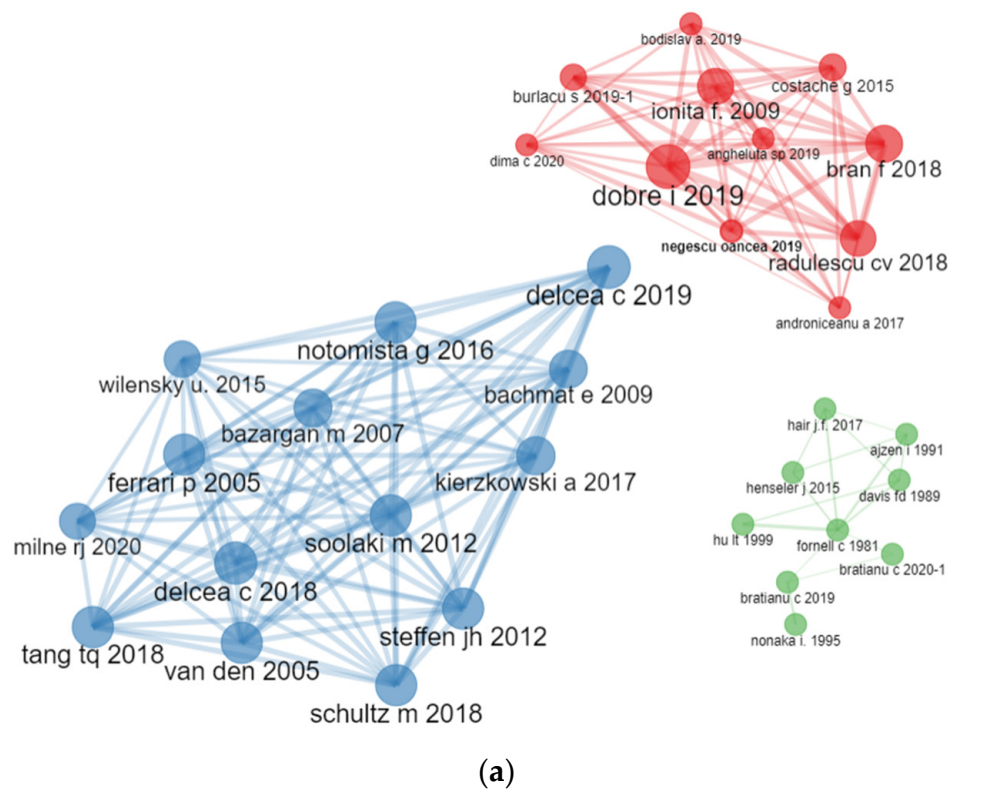 bodislav a. 2019
costache g 2015
burlacu s 2019-1
ionita f. 2009
angheluta sp 2019
dima c 2020
bran f 2018
dobre i 2019
negescu oancea 2019
radulescu cv 2018
androniceanu a 2017
delcea c 2019
notomista g 2016
wilensky u. 2015
bachmat e 2009
bazargan m 2007
ferrari p 2005
kierzkowski a 2017
milne rj 2020
soolaki m 2012
delcea c 2018
steffen jh 2012
tang tq 2018
van den 2005
schultz m 2018
hair j.f. 2017
ajzen i 1991
henseler j 2015
davis fd 1989
hu lt 1999
fornell c 1981
bratianu c 2020-1
bratianu c 2019
nonaka i. 1995
(a)